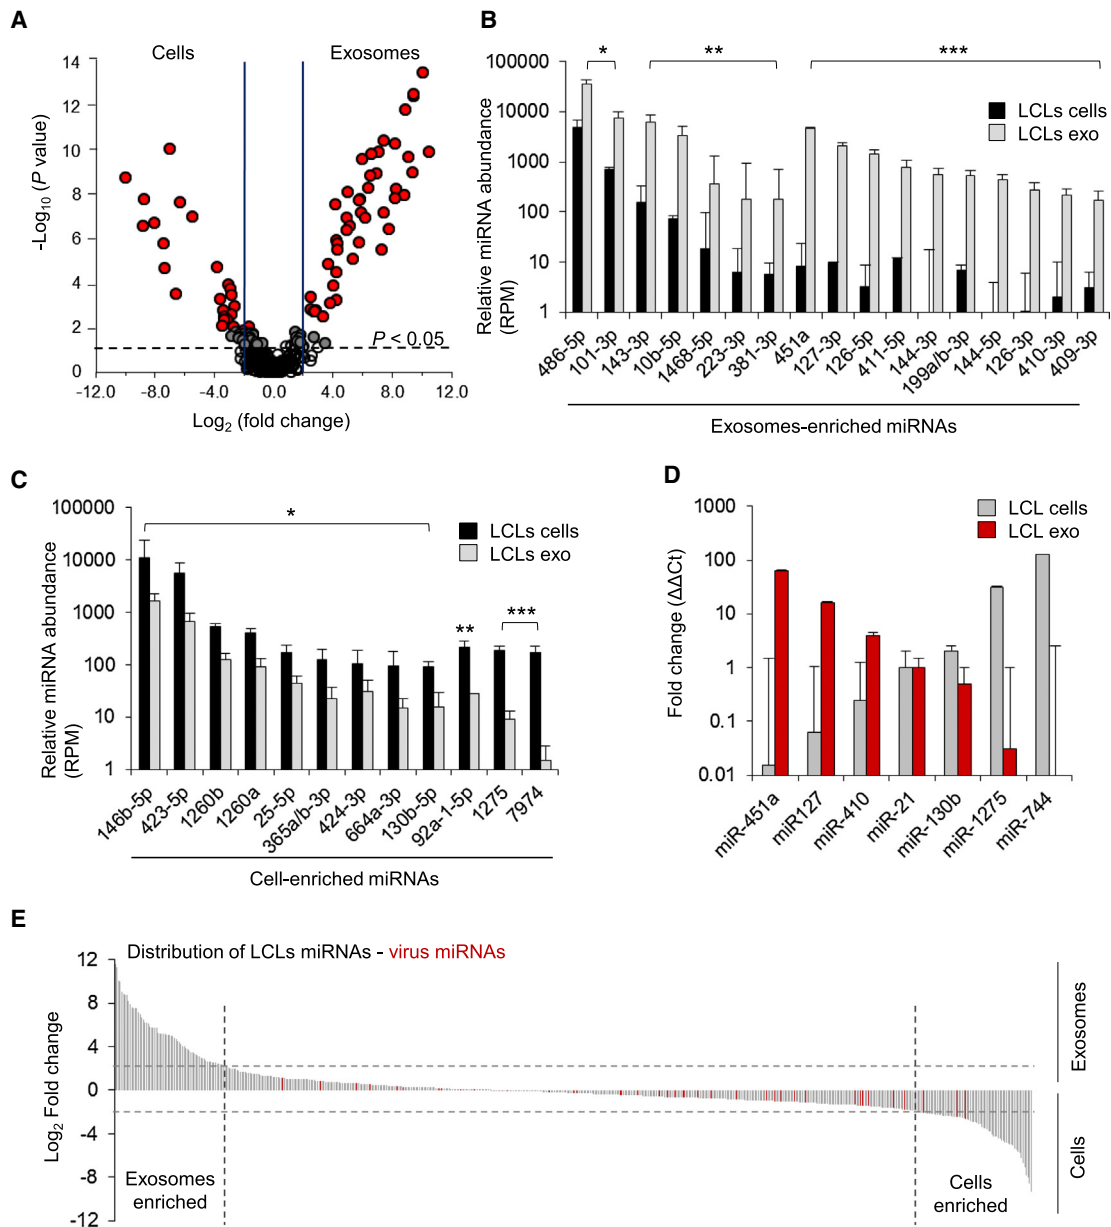 A
Cells
Exosomes
-Log10 (P value)
14
12
10
8
6
4
2
0
P < 0.05
-12.0
-8.0
-4.0
0.0
4.0
8.0
12.0
Log2 (fold change)
B
*
**
***
LCLs cells
LCLs exo
Relative miRNA abundance
(RPM)
100000
10000
1000
100
10
1
486-5p
101-3p
143-3p
10b-5p
1468-5p
223-3p
381-3p
451a
127-3p
126-5p
411-5p
144-3p
199a/b-3p
144-5p
126-3p
410-3p
409-3p
Exosomes-enriched miRNAs
C
*
**
***
LCLs cells
LCLs exo
Relative miRNA abundance
(RPM)
100000
10000
1000
100
10
1
146b-5p
423-5p
1260b
1260a
25-5p
365a/b-3p
424-3p
664a-3p
130b-5p
92a-1-5p
1275
7974
Cell-enriched miRNAs
D
LCL cells
LCL exo
Fold change (ΔΔCt)
1000
100
10
1
0.1
0.01
miR-451a
miR127
miR-410
miR-21
miR-130b
miR-1275
miR-744
E
Distribution of LCLs miRNAs - virus miRNAs
Log2 Fold change
12
8
4
0
-4
-8
-12
Exosomes
enriched
Cells
enriched
Exosomes
Cells